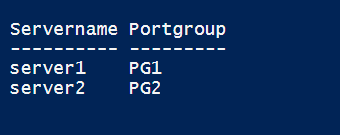 Servername Portgroup
---------- ---------
server1    PG1
server2    PG2